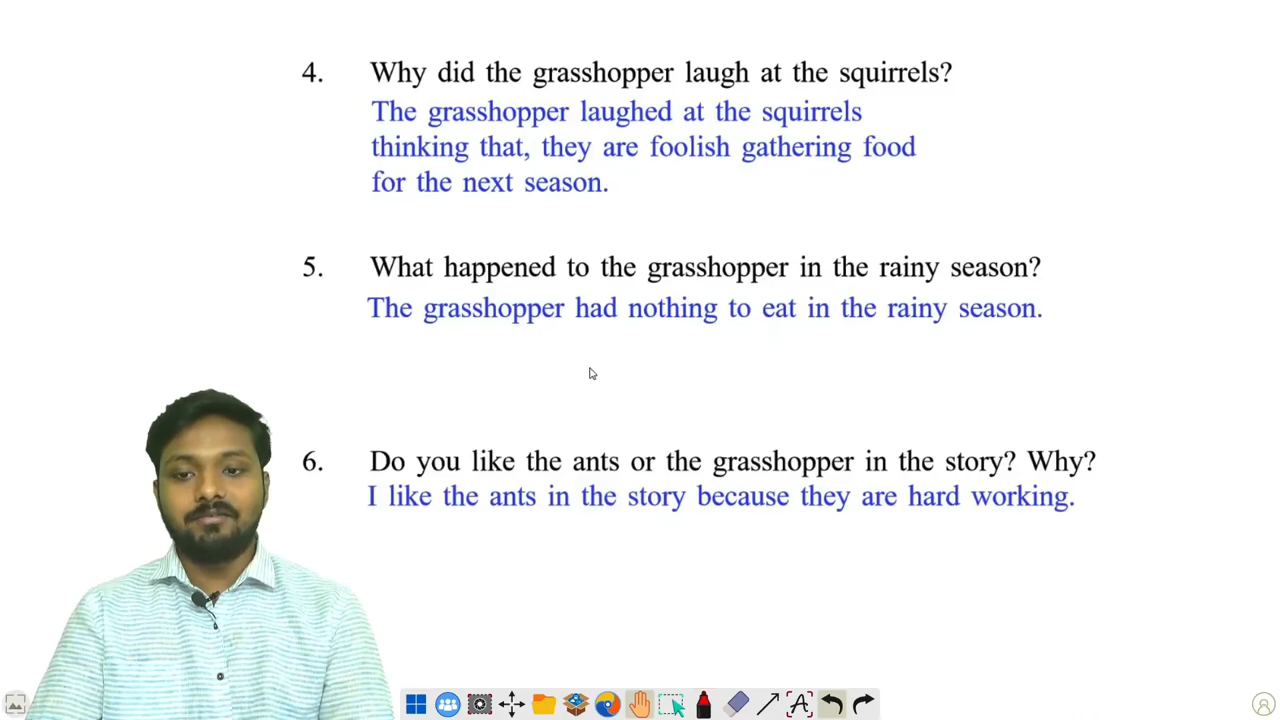 4. Why did the grasshopper laugh at the squirrels?
The grasshopper laughed at the squirrels
thinking that, they are foolish gathering food
for the next season.
5. What happened to the grasshopper in the rainy season?
The grasshopper had nothing to eat in the rainy season.
6. Do you like the ants or the grasshopper in the story? Why?
I like the ants in the story because they are hard working.